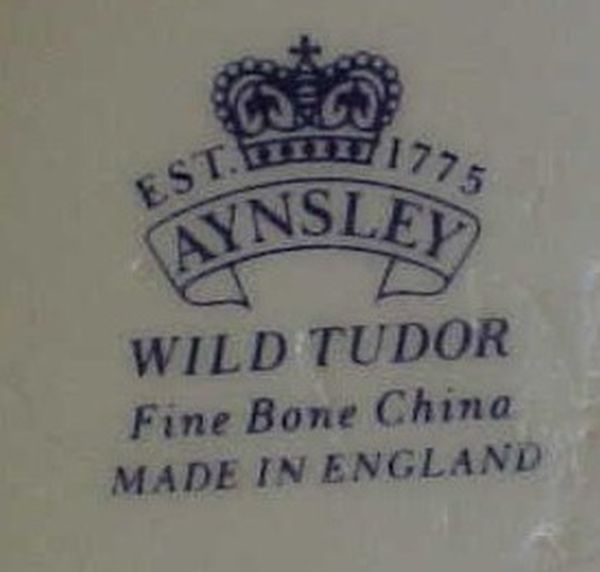 EST. 1775
AYNSLEY
WILD TUDOR
Fine Bone China
MADE IN ENGLAND